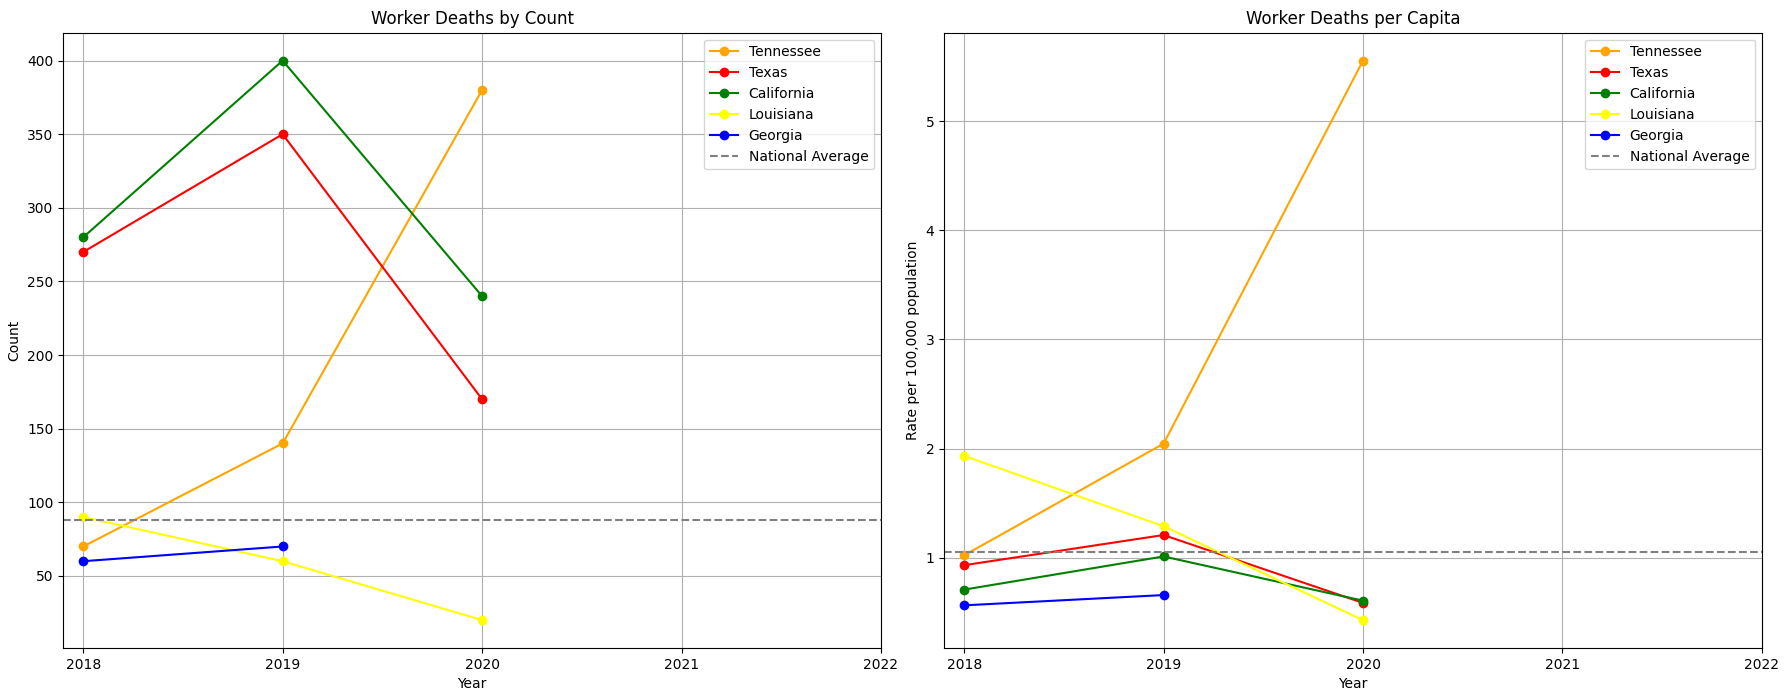 Worker Deaths by Count
Count
400
350
300
250
200
150
100
50
Tennessee
Texas
California
Louisiana
Georgia
National Average
2018
2019
2020
2021
2022
Year
Worker Deaths per Capita
Rate per 100,000 population
5
4
3
2
1
Tennessee
Texas
California
Louisiana
Georgia
National Average
2018
2019
2020
2021
2022
Year